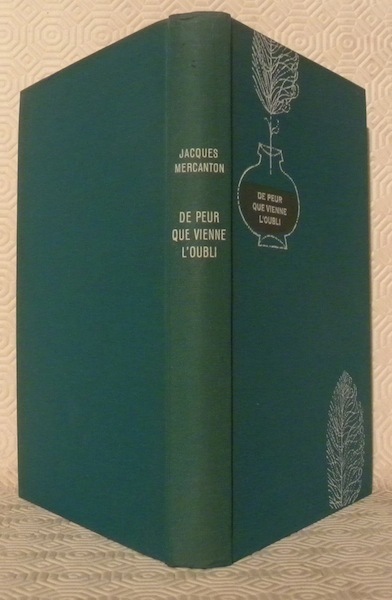 JACQUES
MERCANTON
DE PEUR
QUE VIENNE
L'OUBLI
DE PEUR
QUE VIENNE
L'OUBLI